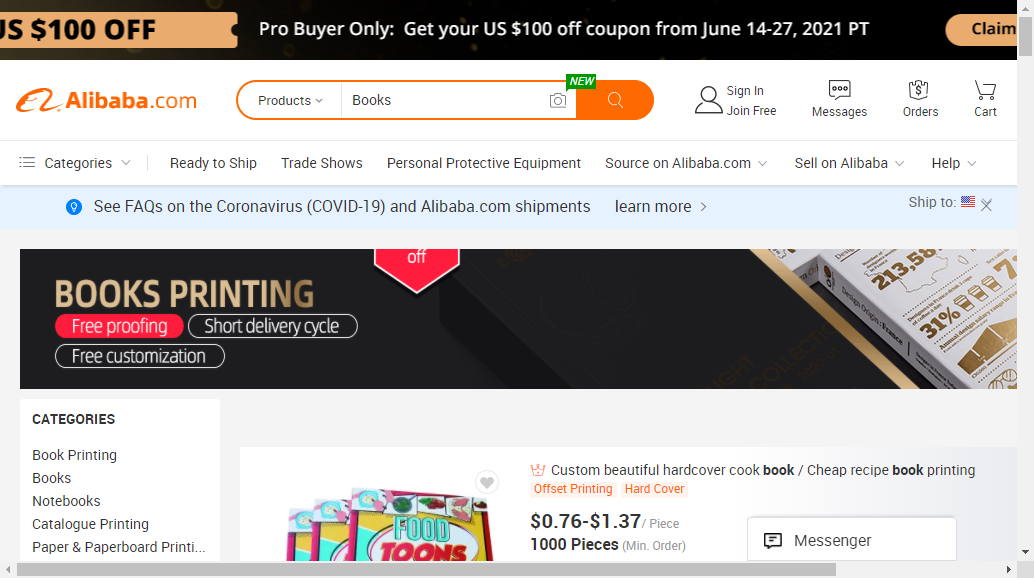 US $100 OFF
Pro Buyer Only: Get your US $100 off coupon from June 14-27, 2021 PT
Claim
Alibaba.com
Products
Books
NEW
Sign In
Join Free
Messages
Orders
Cart
Categories
Ready to Ship
Trade Shows
Personal Protective Equipment
Source on Alibaba.com
Sell on Alibaba
Help
See FAQs on the Coronavirus (COVID-19) and Alibaba.com shipments
learn more
Ship to:
off
BOOKS PRINTING
Free proofing
Short delivery cycle
Free customization
213,58
31%
CATEGORIES
Book Printing
Books
Notebooks
Catalogue Printing
Paper & Paperboard Printi...
FOOD
TOONS
Custom beautiful hardcover cook book / Cheap recipe book printing
Offset Printing
Hard Cover
$0.76-$1.37/ Piece
1000 Pieces (Min. Order)
Messenger